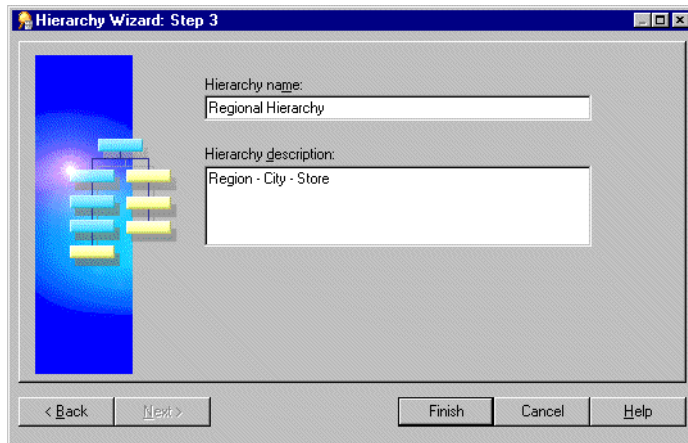 Hierarchy Wizard: Step 3
Hierarchy name:
Regional Hierarchy
Hierarchy description:
Region - City - Store
< Back
Next >
Finish
Cancel
Help